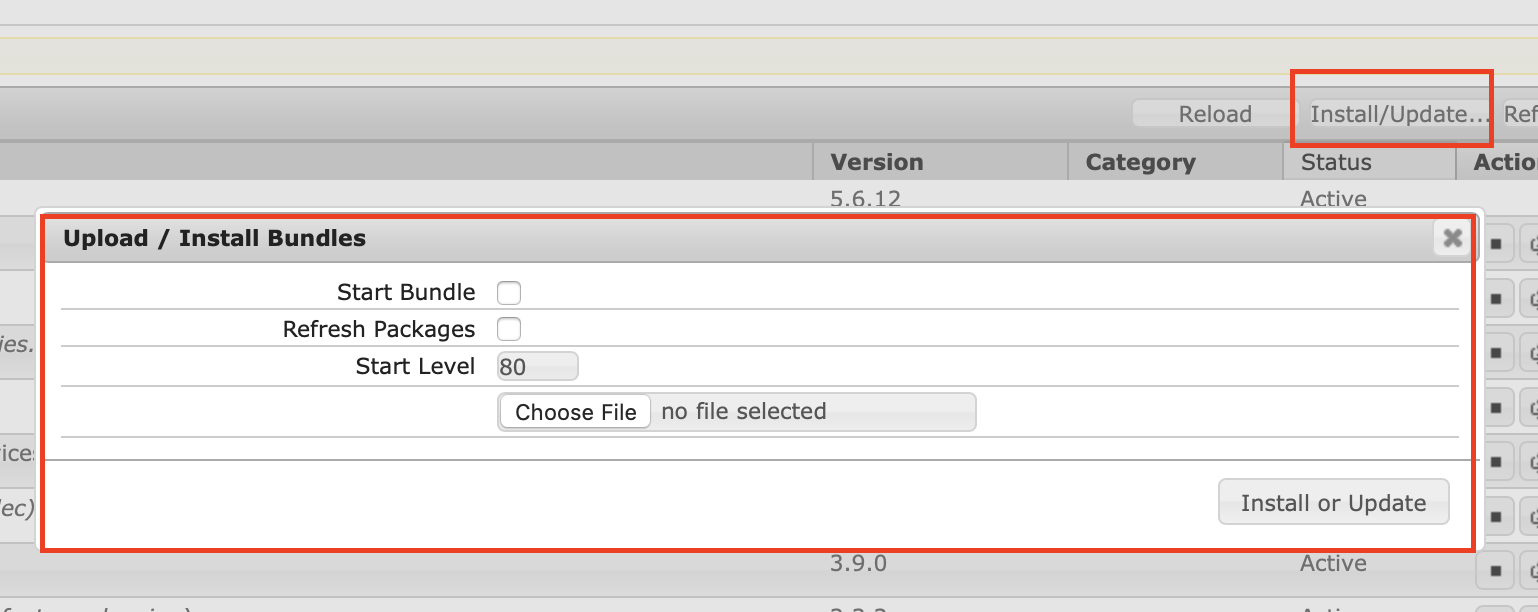 Reload Install/Update... Ref
Version Category Status Actio
5.6.12 Active
Upload / Install Bundles
Start Bundle
Refresh Packages
ies.
Start Level 80
Choose File no file selected
ices
lec)
Install or Update
3.9.0 Active